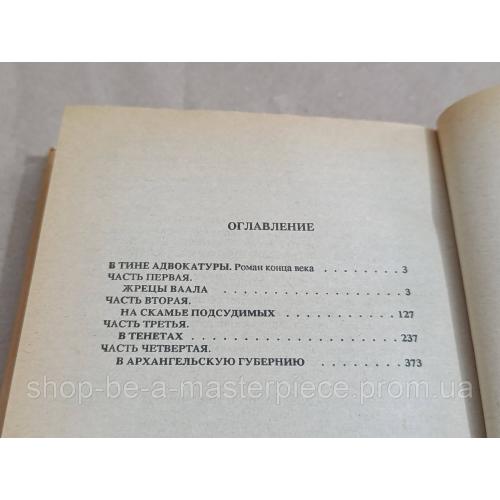 ОГЛАВЛЕНИЕ
В ТИНЕ АДВОКАТУРЫ. Роман конца века . . . . . . . . 3
ЧАСТЬ ПЕРВАЯ.
ЖРЕЦЫ ВААЛА . . . . . . . . . . . . . . . . . . 3
ЧАСТЬ ВТОРАЯ.
НА СКАМЬЕ ПОДСУДИМЫХ . . . . . . . . . . . 127
ЧАСТЬ ТРЕТЬЯ.
В ТЕНЕТАХ . . . . . . . . . . . . . . . . . . . . . 237
ЧАСТЬ ЧЕТВЕРТАЯ.
В АРХАНГЕЛЬСКУЮ ГУБЕРНИЮ . . . . . . . . 373
shop-be-a-masterpiece.prom.ua